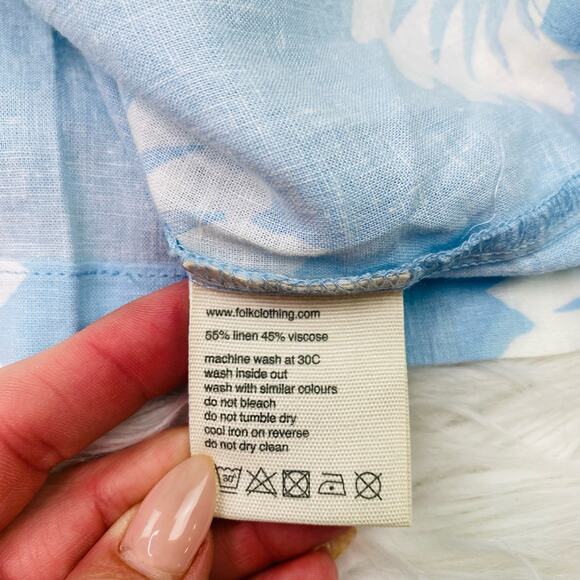 www.folkclothing.com
55% linen 45% viscose
machine wash at 30C
wash inside out
wash with similar colours
do not bleach
do not tumble dry
cool iron on reverse
do not dry clean
30°